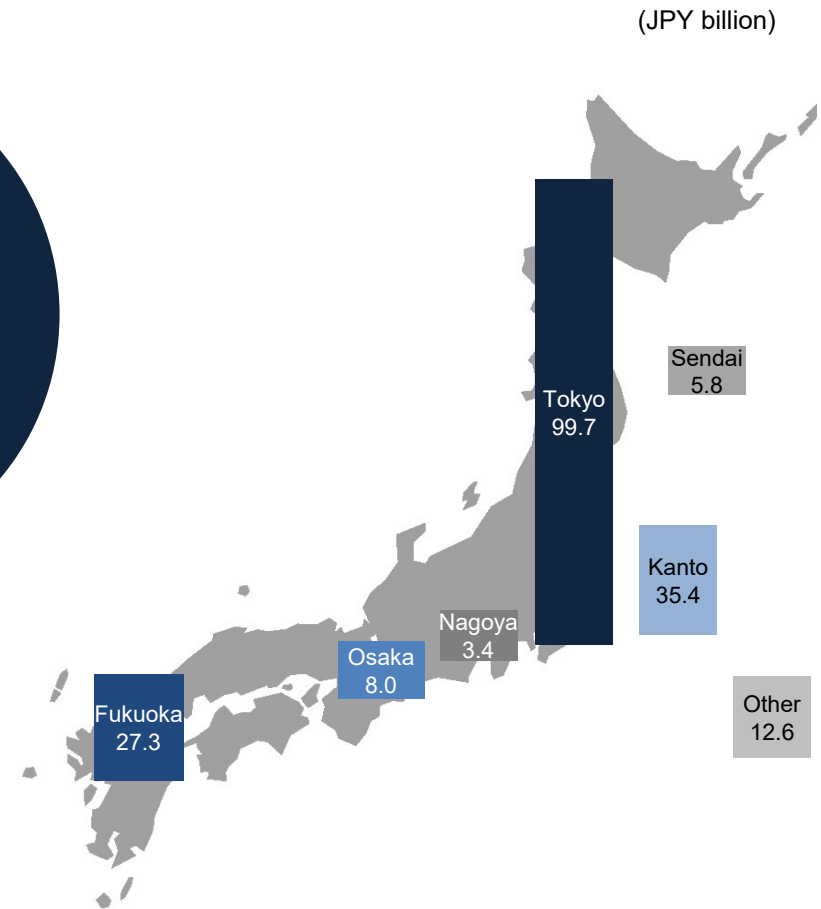 (JPY billion)
Sendai
5.8
Tokyo
99.7
Kanto
35.4
Nagoya
3.4
Osaka
8.0
Fukuoka
27.3
Other
12.6